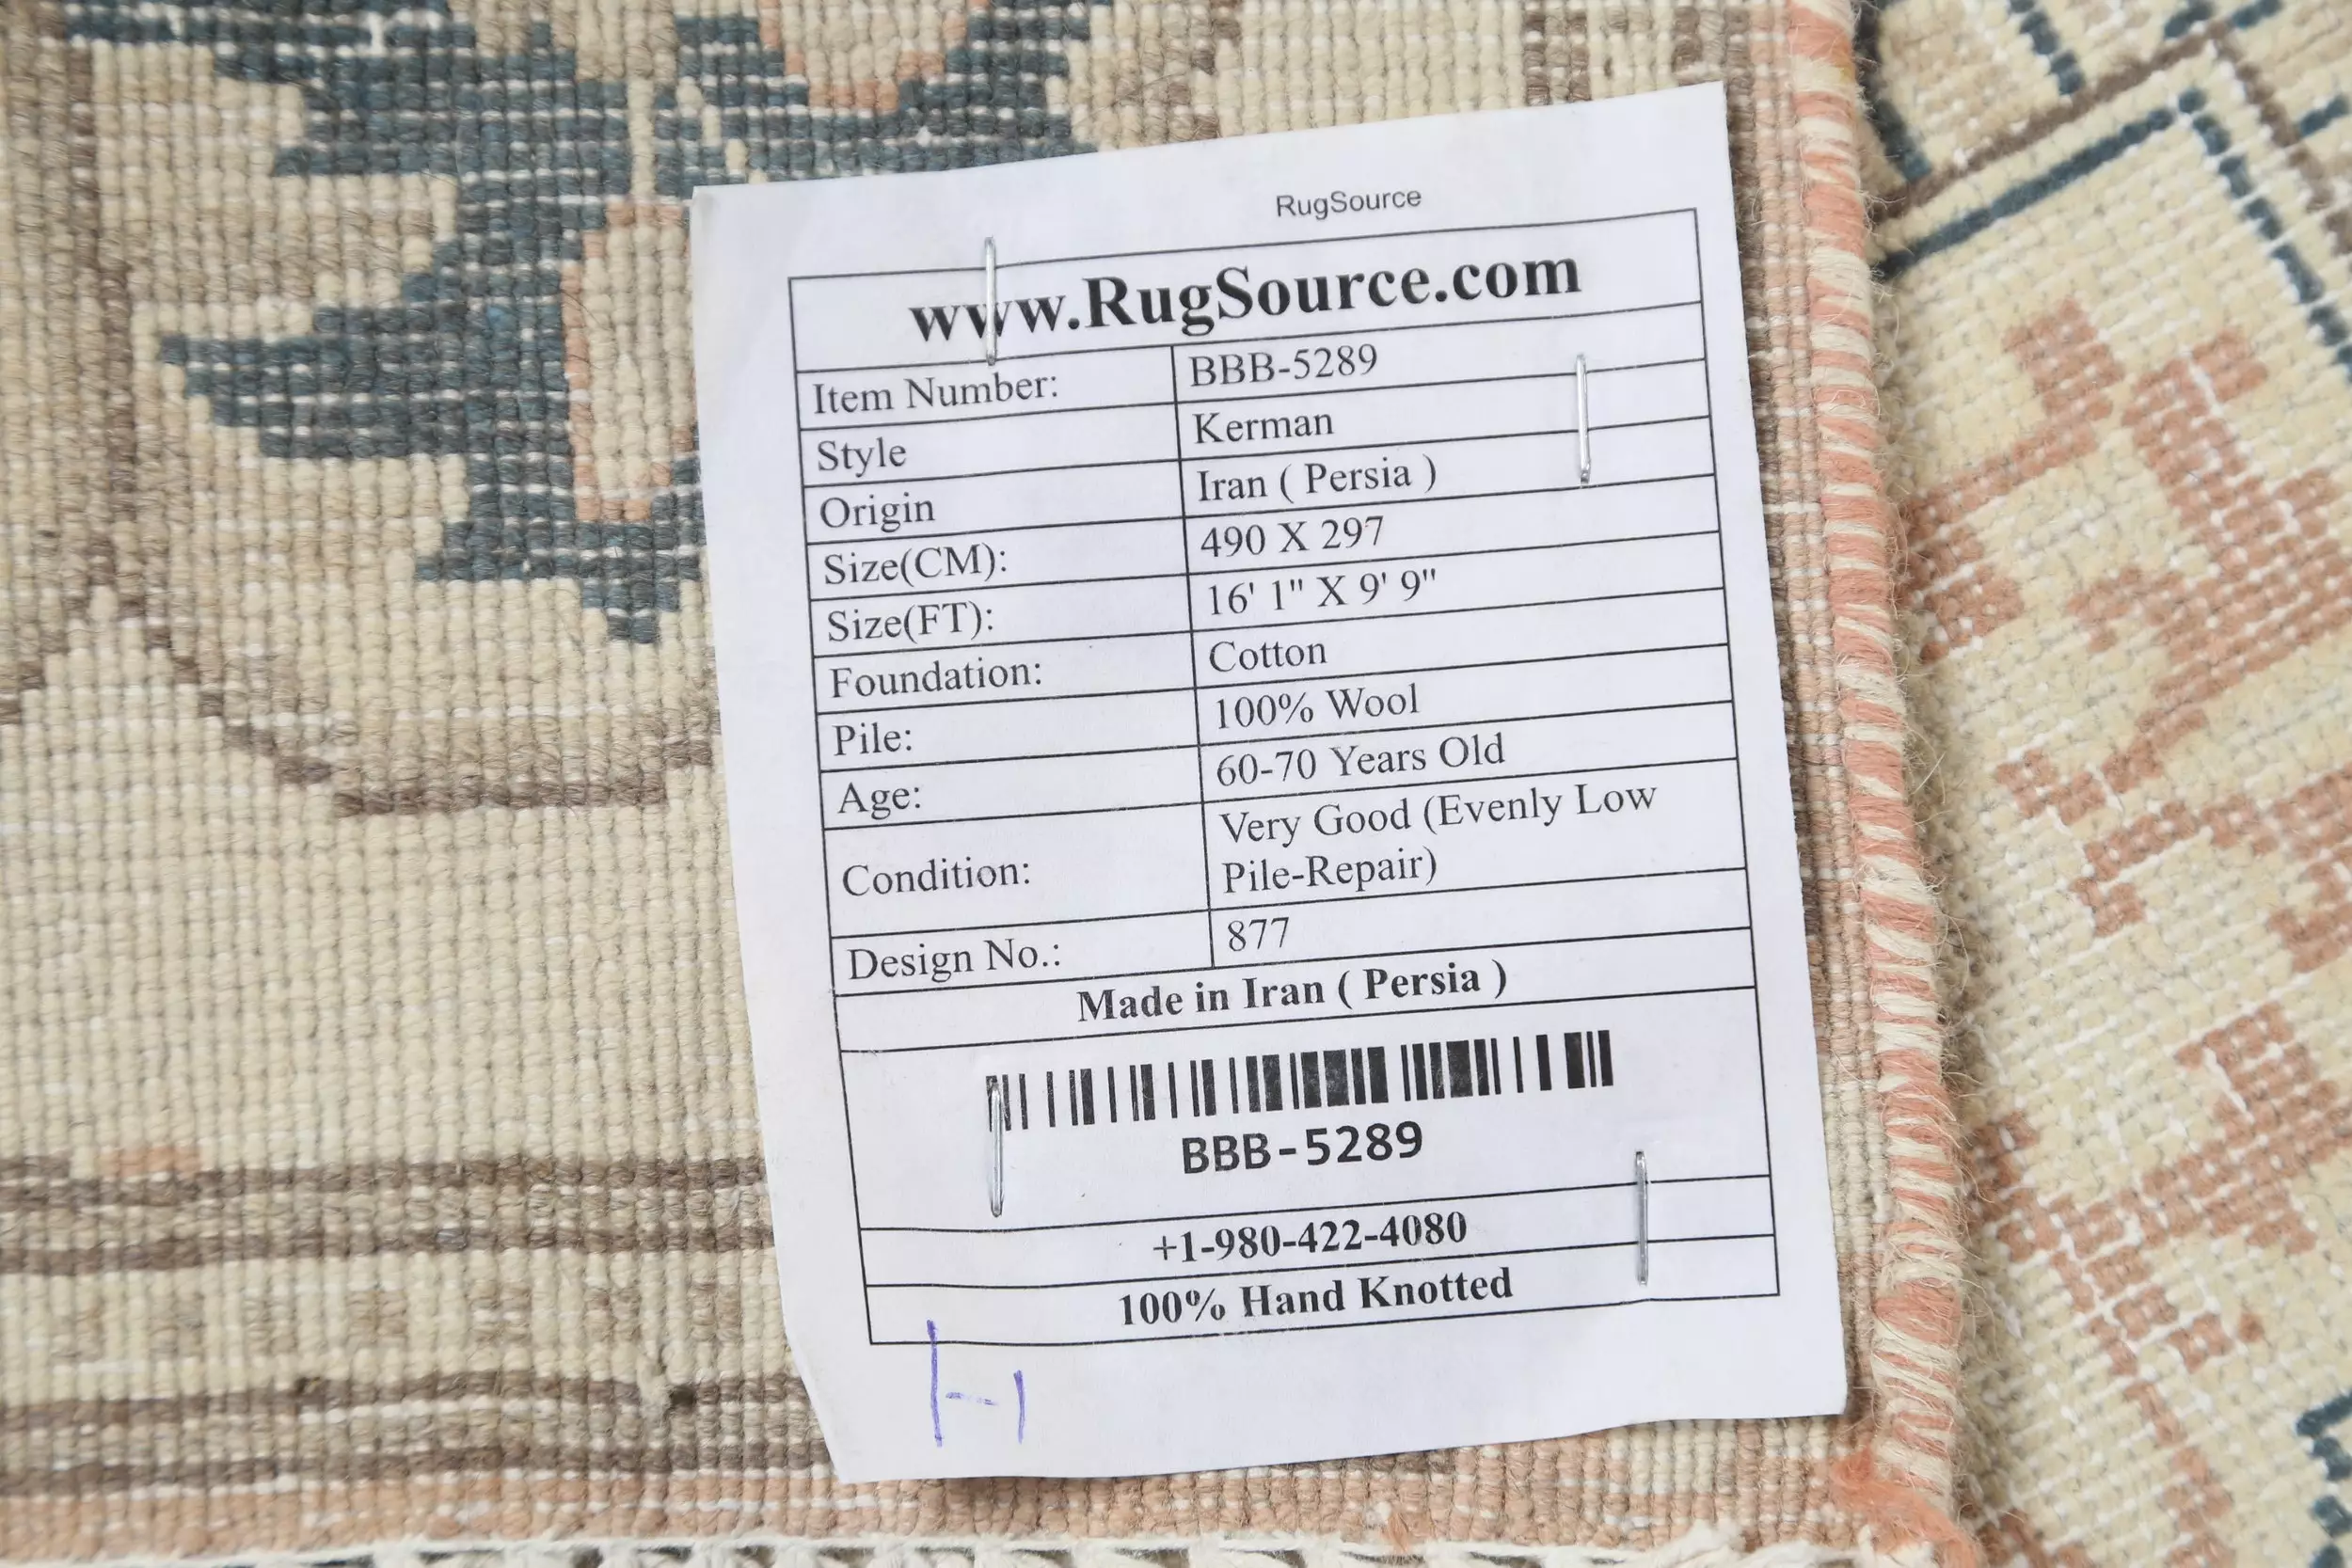 RugSource
www.RugSource.com
Item Number: BBB-5289
Style Kerman
Origin Iran ( Persia )
Size(CM): 490 X 297
Size(FT): 16' 1" X 9' 9"
Foundation: Cotton
Pile: 100% Wool
Age: 60-70 Years Old
Condition: Very Good (Evenly Low
Pile-Repair)
Design No.: 877
Made in Iran ( Persia )
BBB-5289
+1-980-422-4080
100% Hand Knotted